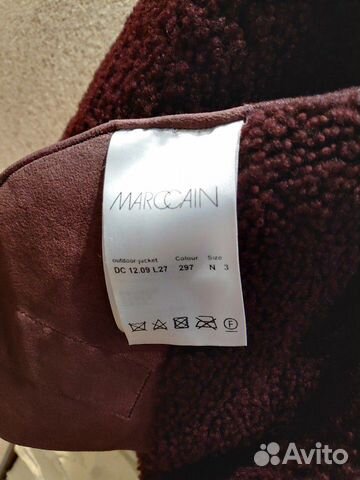 MARCCAIN
outdoor-jacket Colour Size
DC 12.09 L27 297 N 3
F
Avito